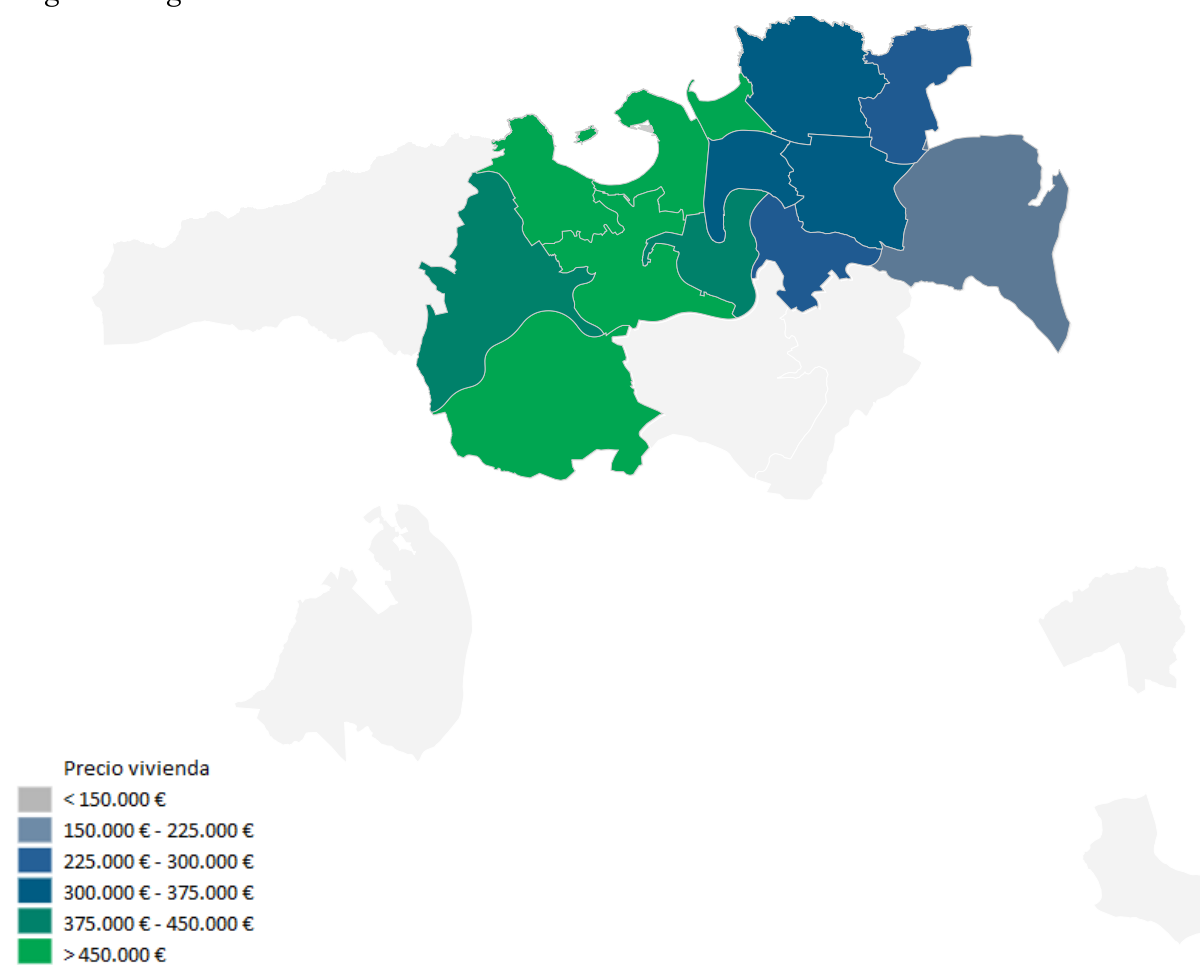 Precio vivienda
< 150.000 €
150.000 € - 225.000 €
225.000 € - 300.000 €
300.000 € - 375.000 €
375.000 € - 450.000 €
> 450.000 €